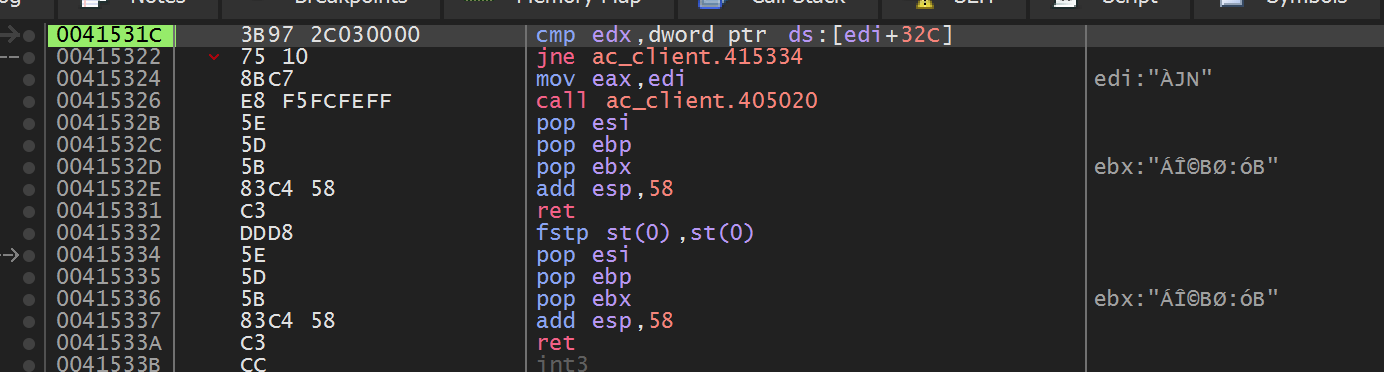 Notes Breakpoints Memory Map Call Stack SEH Script Symbols
0041531C 3B97 2C030000 cmp edx,dword ptr ds:[edi+32C]
00415322 75 10 jne ac_client.415334
00415324 8BC7 mov eax,edi edi:"ÀJN"
00415326 E8 F5FCFEFF call ac_client.405020
0041532B 5E pop esi
0041532C 5D pop ebp
0041532D 5B pop ebx ebx:"ÁÎ©BØ:óB"
0041532E 83C4 58 add esp,58
00415331 C3 ret
00415332 DDD8 fstp st(0),st(0)
00415334 5E pop esi
00415335 5D pop ebp
00415336 5B pop ebx ebx:"ÁÎ©BØ:óB"
00415337 83C4 58 add esp,58
0041533A C3 ret
0041533B CC int3